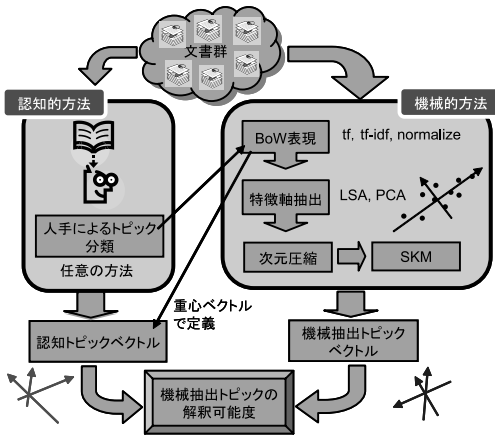 文書群
認知的方法
機械的方法
BoW表現
tf, tf-idf, normalize
特徴軸抽出
LSA, PCA
人手によるトピック
分類
任意の方法
次元圧縮
SKM
重心ベクトル
で定義
認知トピックベクトル
機械抽出トピック
ベクトル
機械抽出トピックの
解釈可能度